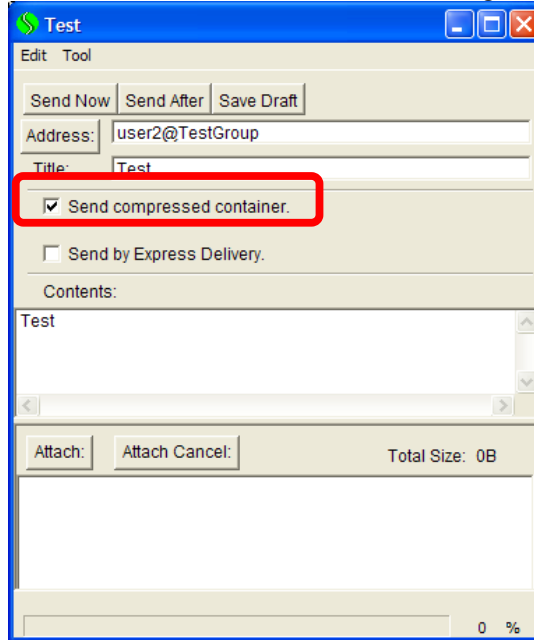 Test
Edit Tool
Send Now Send After Save Draft
Address: user2@TestGroup
Title: Test
Send compressed container.
Send by Express Delivery.
Contents:
Test
Attach: Attach Cancel: Total Size: 0B
0 %